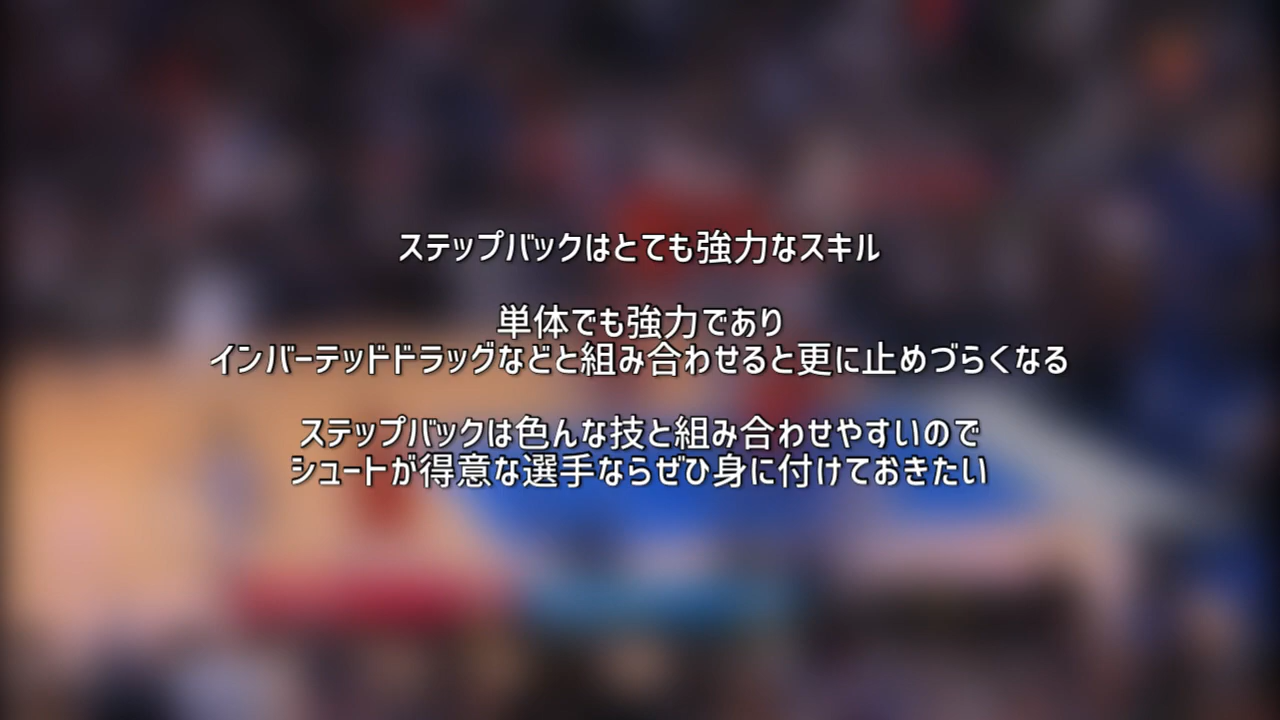 ステップバックはとても強力なスキル
単体でも強力であり
インバーテッドドラッグなどと組み合わせると更に止めづらくなる
ステップバックは色んな技と組み合わせやすいので
シュートが得意な選手ならぜひ身に付けておきたい